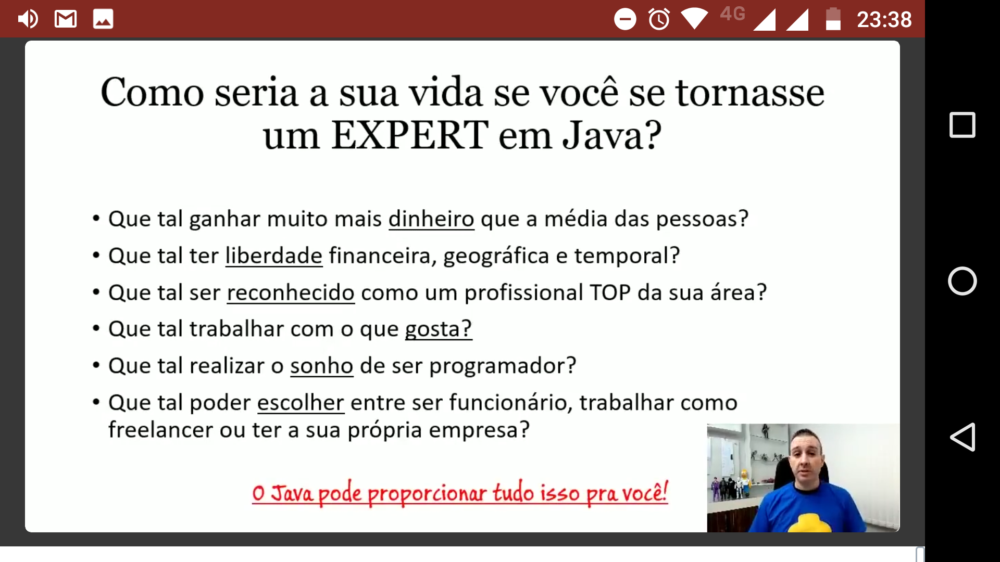 4G 23:38
Como seria a sua vida se você se tornasse
um EXPERT em Java?
• Que tal ganhar muito mais dinheiro que a média das pessoas?
• Que tal ter liberdade financeira, geográfica e temporal?
• Que tal ser reconhecido como um profissional TOP da sua área?
• Que tal trabalhar com o que gosta?
• Que tal realizar o sonho de ser programador?
• Que tal poder escolher entre ser funcionário, trabalhar como
freelancer ou ter a sua própria empresa?
O Java pode proporcionar tudo isso pra você!